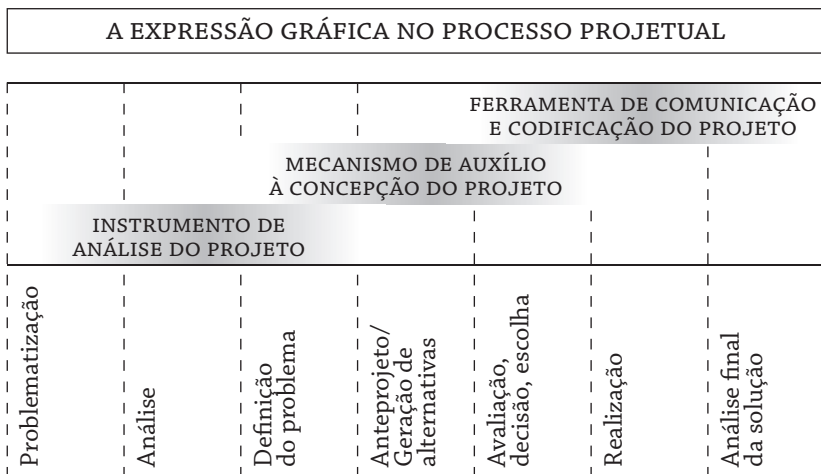 A EXPRESSÃO GRÁFICA NO PROCESSO PROJETUAL
FERRAMENTA DE COMUNICAÇÃO
E CODIFICAÇÃO DO PROJETO
MECANISMO DE AUXÍLIO
À CONCEPÇÃO DO PROJETO
INSTRUMENTO DE
ANÁLISE DO PROJETO
Problematização
Análise
Definição
do problema
Anteprojeto/
Geração de
alternativas
Avaliação,
decisão, escolha
Realização
Análise final
da solução